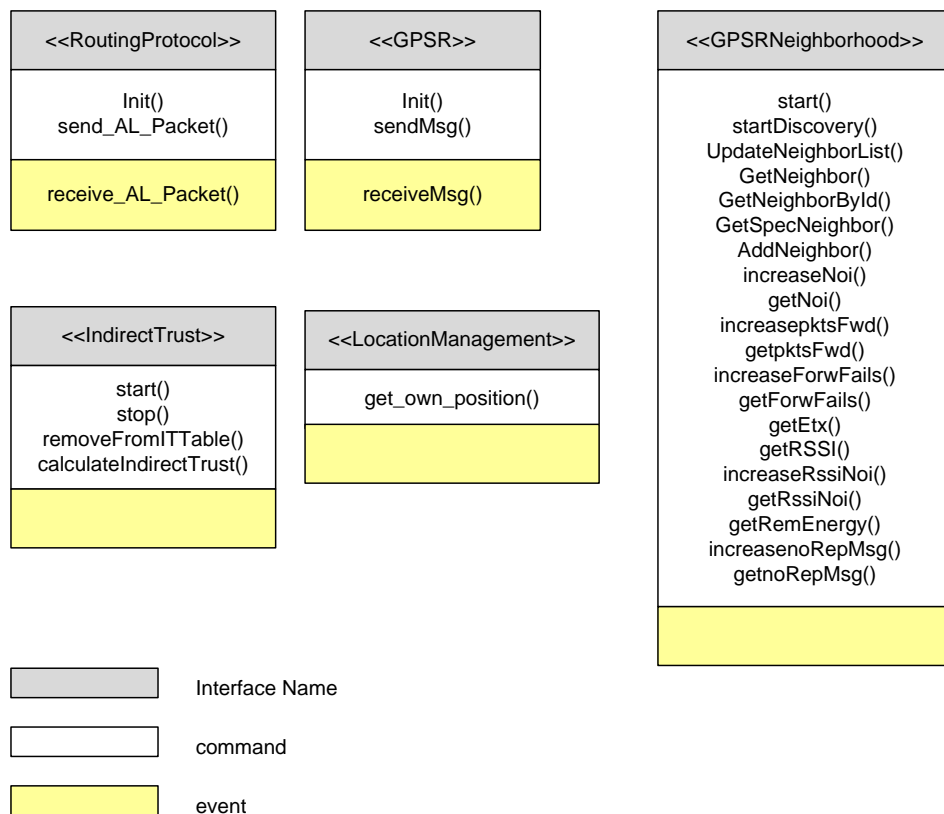 <<RoutingProtocol>>
Init()
send_AL_Packet()
receive_AL_Packet()
<<GPSR>>
Init()
sendMsg()
receiveMsg()
<<GPSRNeighborhood>>
start()
startDiscovery()
UpdateNeighborList()
GetNeighbor()
GetNeighborById()
GetSpecNeighbor()
AddNeighbor()
increaseNoi()
getNoi()
increasepktsFwd()
getpktsFwd()
increaseForwFails()
getForwFails()
getEtx()
getRSSI()
increaseRssiNoi()
getRssiNoi()
getRemEnergy()
increasenoRepMsg()
getnoRepMsg()
<<IndirectTrust>>
start()
stop()
removeFromITTable()
calculateIndirectTrust()
<<LocationManagement>>
get_own_position()
Interface Name
command
event